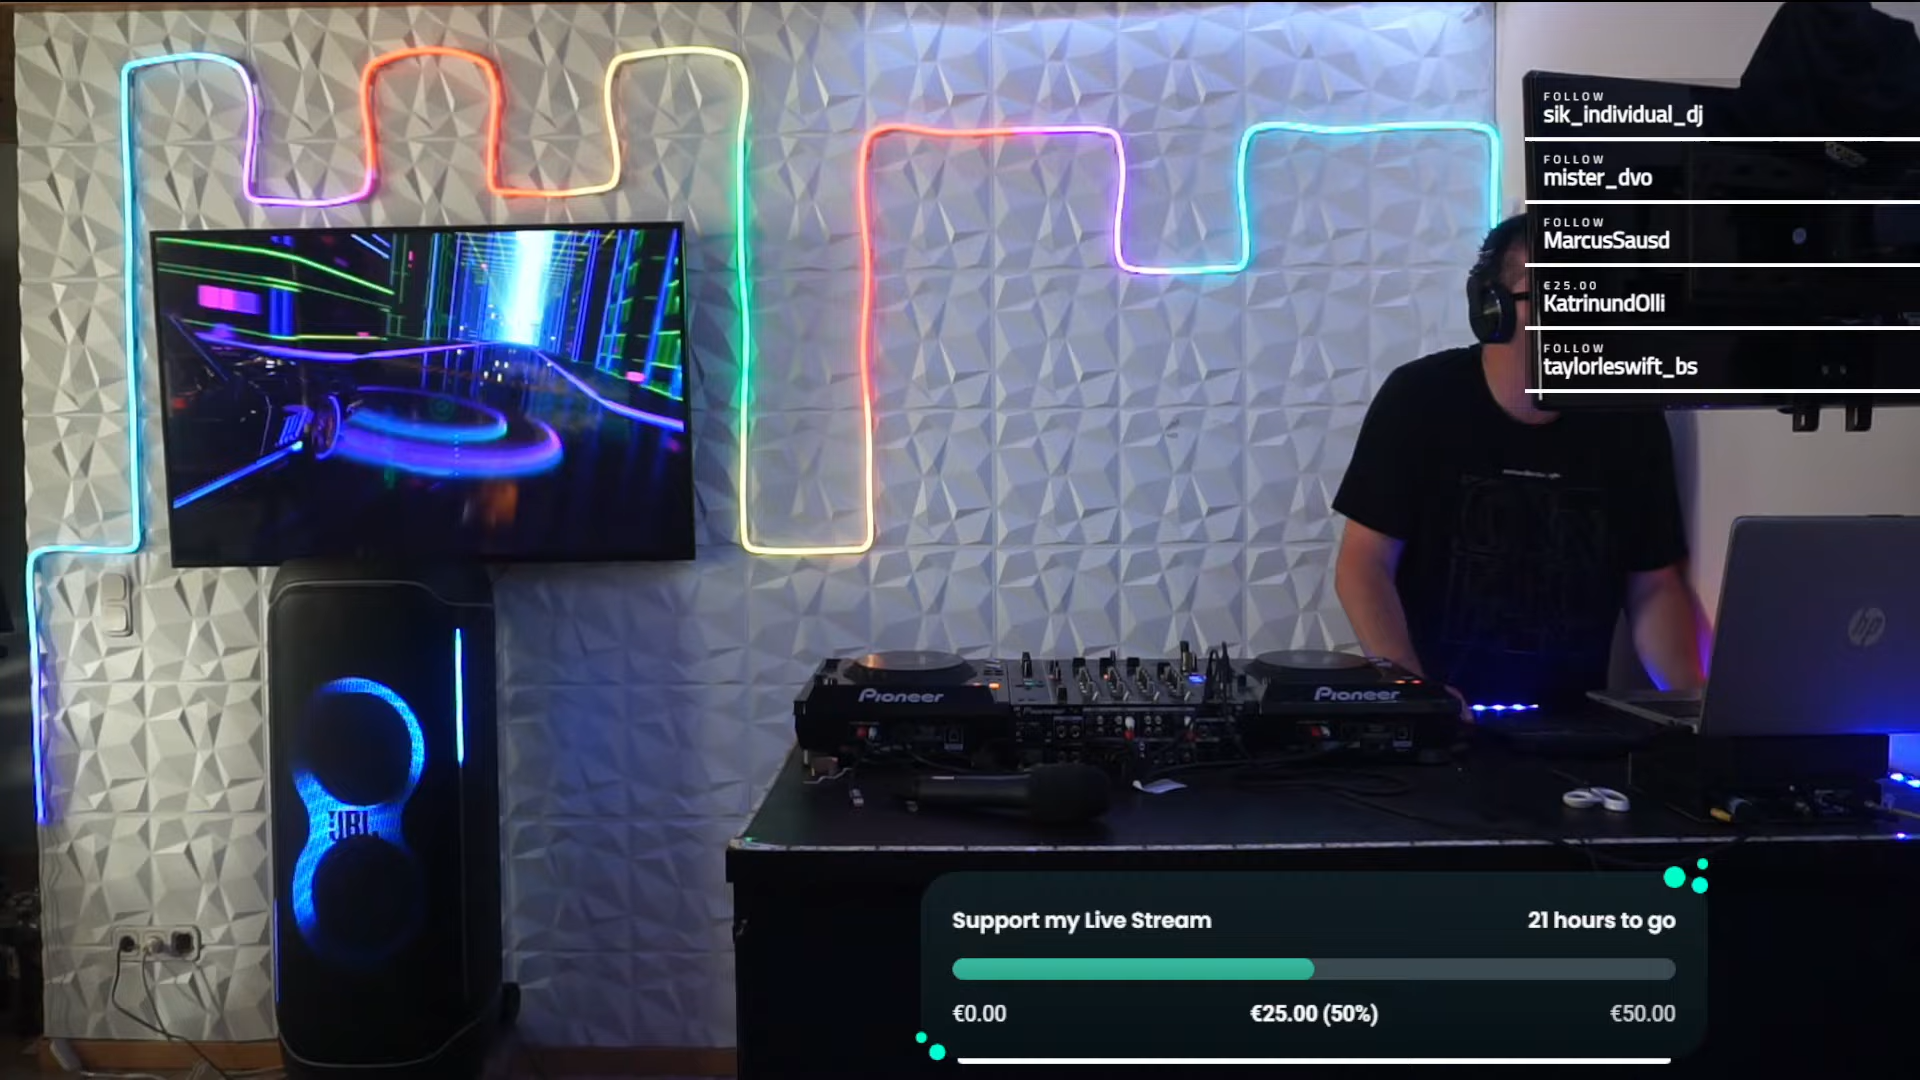 FOLLOW
sik_individual_dj
FOLLOW
mister_dvo
FOLLOW
MarcusSausd
€25.00
KatrinundOlli
FOLLOW
taylorleswift_bs
hp
Pioneer
Pioneer
JBL
Support my Live Stream
21 hours to go
€0.00
€25.00 (50%)
€50.00